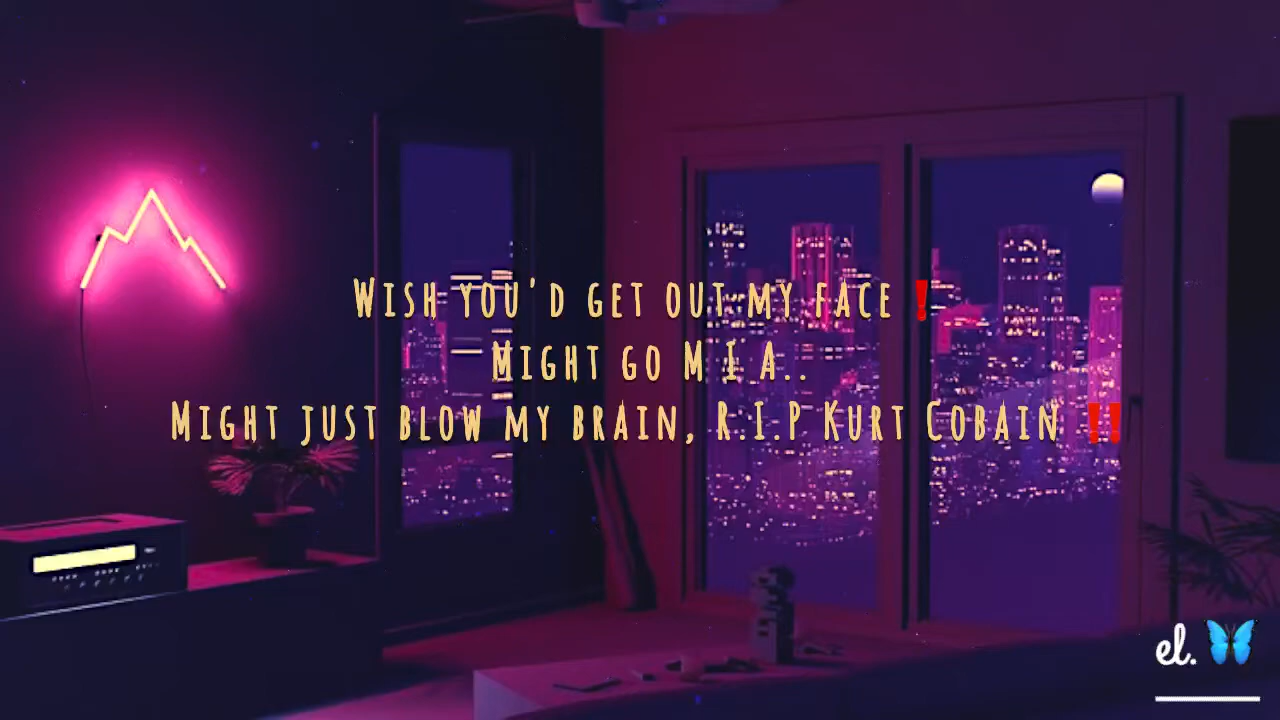 Wish you'd get out my face ❗
Might go M I A..
Might just blow my brain, R.I.P Kurt Cobain ‼️
el. 🦋